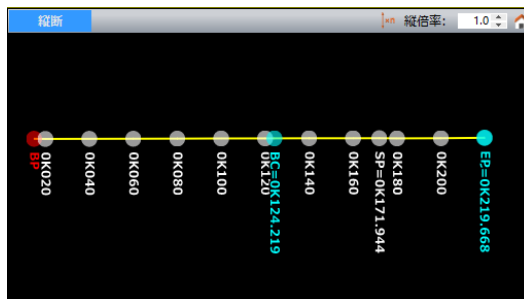 縦断
×n 縦倍率: 1.0
BP
0K020
0K040
0K060
0K080
0K100
0K120
BC=0K124.219
0K140
0K160
SP=0K171.944
0K180
0K200
EP=0K219.668